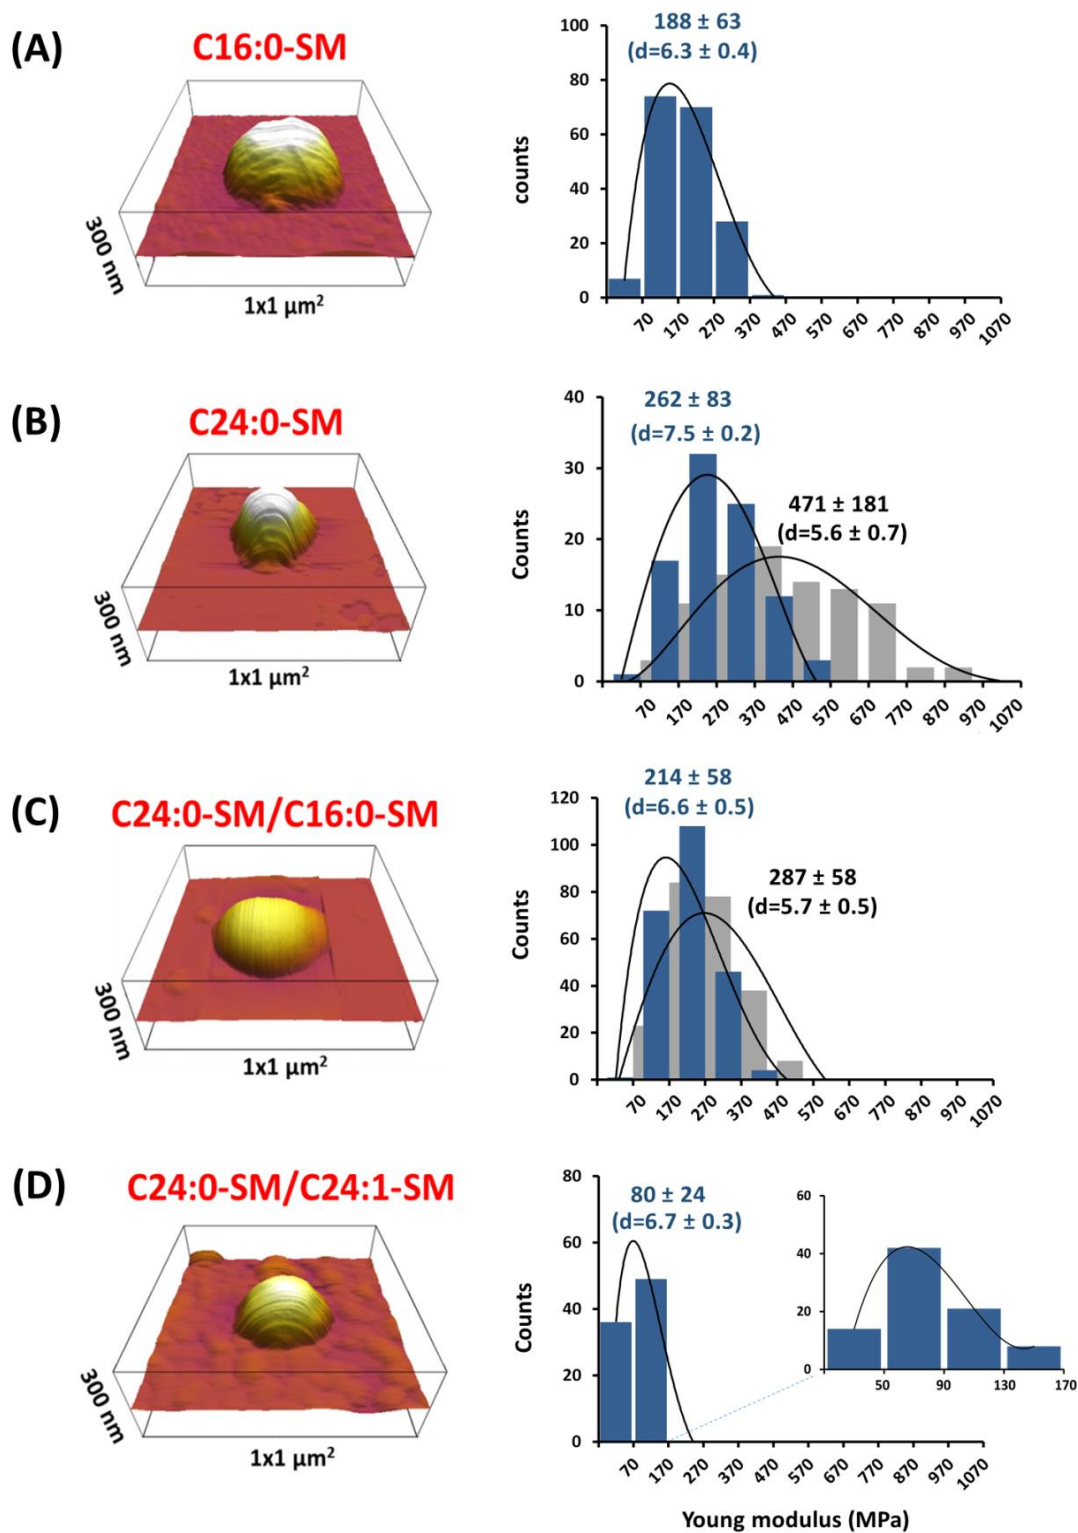 (A)
C16:0-SM
300 nm
1x1 µm²
188 ± 63
(d=6.3 ± 0.4)
counts
100
80
60
40
20
0
70 170 270 370 470 570 670 770 870 970 1070
(B)
C24:0-SM
300 nm
1x1 µm²
262 ± 83
(d=7.5 ± 0.2)
471 ± 181
(d=5.6 ± 0.7)
Counts
40
30
20
10
0
70 170 270 370 470 570 670 770 870 970 1070
(C)
C24:0-SM/C16:0-SM
300 nm
1x1 µm²
214 ± 58
(d=6.6 ± 0.5)
287 ± 58
(d=5.7 ± 0.5)
Counts
120
100
80
60
40
20
0
70 170 270 370 470 570 670 770 870 970 1070
(D)
C24:0-SM/C24:1-SM
300 nm
1x1 µm²
80 ± 24
(d=6.7 ± 0.3)
Counts
80
60
40
20
0
70 170 270 370 470 570 670 770 870 970 1070
60
40
20
0
50 90 130 170
Young modulus (MPa)